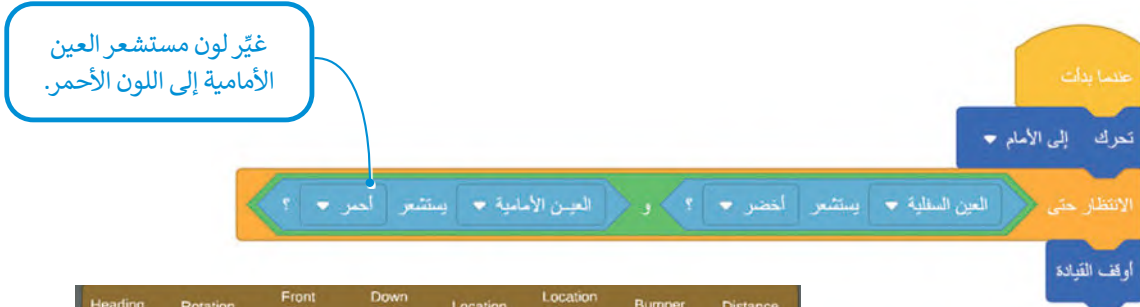 غيِّر لون مستشعر العين
الأمامية إلى اللون الأحمر.
عندما بدأت
تحرك إلى الأمام
الانتظار حتى العين السفلية يستشعر أخضر ؟ و العيـن الأمامية يستشعر أحمر ؟
أوقف القيادة
Heading Rotation Front Down Location Location Bumper Distance